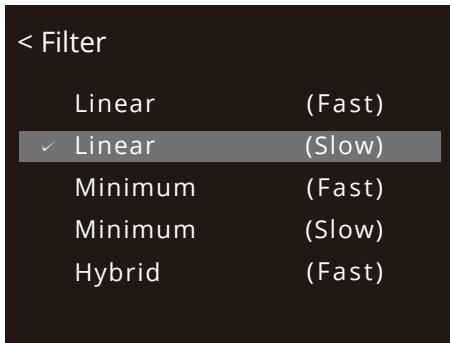 < Filter
Linear (Fast)
✓ Linear (Slow)
Minimum (Fast)
Minimum (Slow)
Hybrid (Fast)